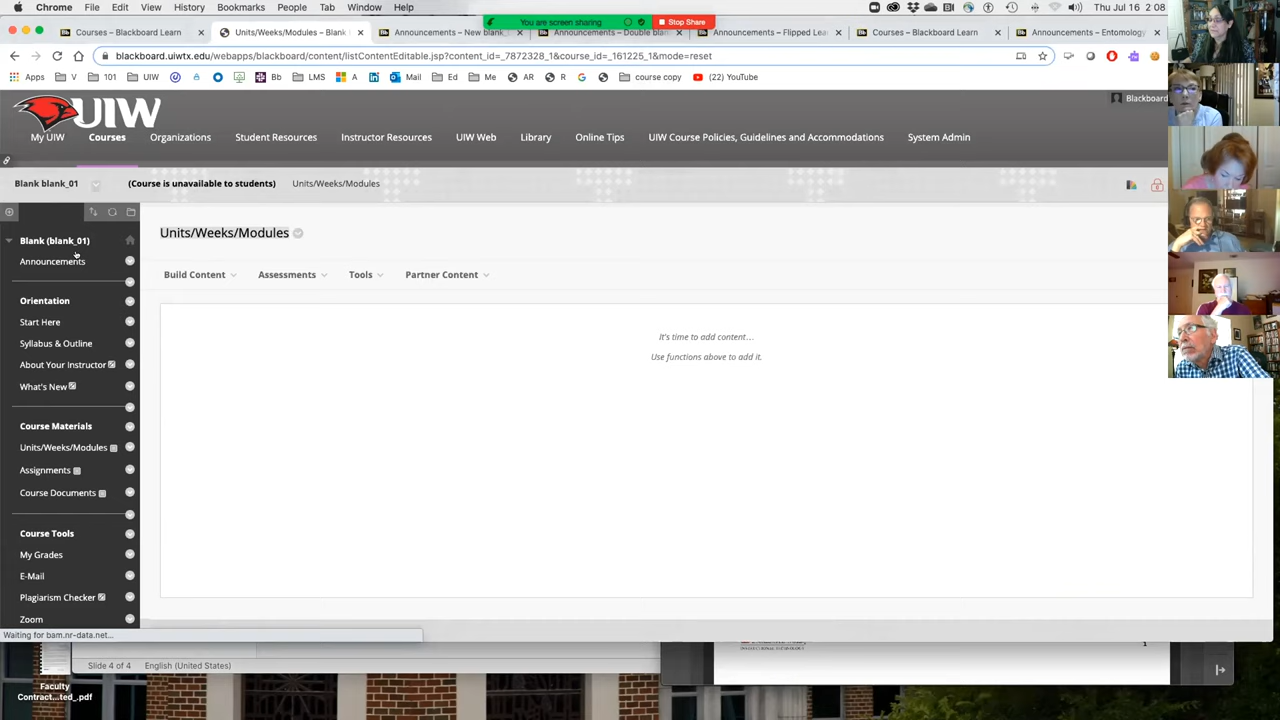 Chrome File Edit View History Bookmarks People Tab Window Help
Thu Jul 16 2 08
You are screen sharing Stop Share
Courses – Blackboard Learn
Units/Weeks/Modules – Blank
Announcements – New blank_
Announcements – Double blan
Announcements – Flipped Lea
Courses – Blackboard Learn
Announcements – Entomology
blackboard.uiwtx.edu/webapps/blackboard/content/listContentEditable.jsp?content_id=_7872328_1&course_id=_161225_1&mode=reset
Apps V 101 UIW Bb LMS A Mail Ed Me AR R course copy (22) YouTube
UIW
Blackboard
My UIW Courses Organizations Student Resources Instructor Resources UIW Web Library Online Tips UIW Course Policies, Guidelines and Accommodations System Admin
Blank blank_01 (Course is unavailable to students) Units/Weeks/Modules
Blank (blank_01)
Announcements
Orientation
Start Here
Syllabus & Outline
About Your Instructor
What's New
Course Materials
Units/Weeks/Modules
Assignments
Course Documents
Course Tools
My Grades
E-Mail
Plagiarism Checker
Zoom
Units/Weeks/Modules
Build Content Assessments Tools Partner Content
It's time to add content…
Use functions above to add it.
Waiting for bam.nr-data.net...
Slide 4 of 4 English (United States)
1
Faculty
Contract...ted_.pdf